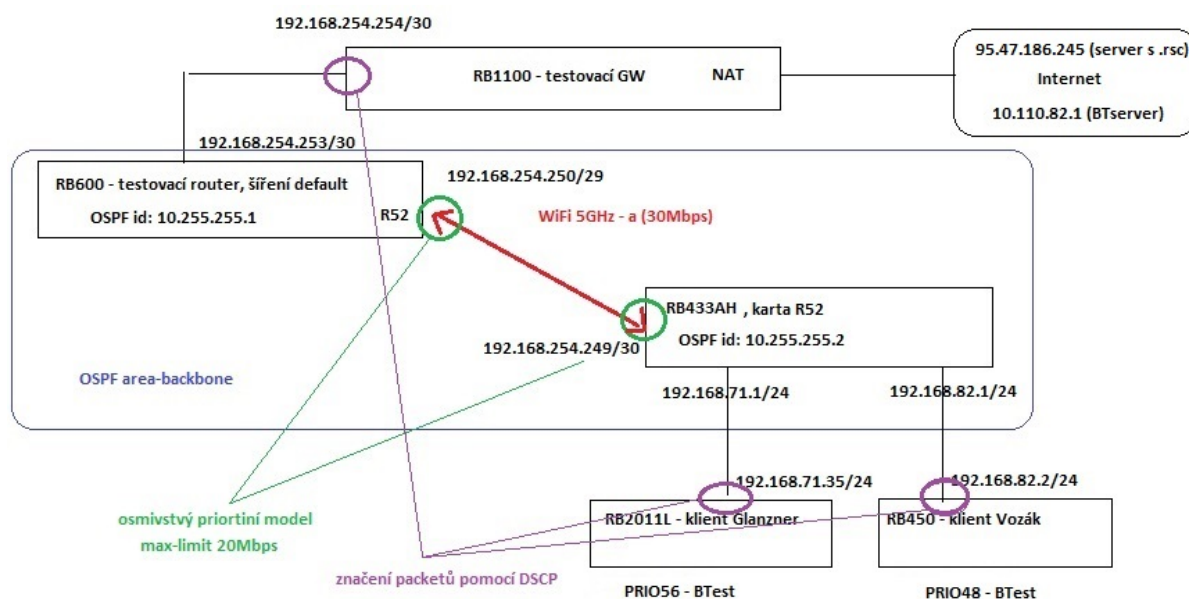 192.168.254.254/30
RB1100 - testovací GW
NAT
95.47.186.245 (server s .rsc)
Internet
10.110.82.1 (BTserver)
192.168.254.253/30
RB600 - testovací router, šíření default
OSPF id: 10.255.255.1
R52
192.168.254.250/29
WiFi 5GHz - a (30Mbps)
RB433AH , karta R52
OSPF id: 10.255.255.2
192.168.254.249/30
OSPF area-backbone
192.168.71.1/24
192.168.82.1/24
192.168.71.35/24
192.168.82.2/24
osmivstvý priortiní model
max-limit 20Mbps
RB2011L - klient Glanzner
RB450 - klient Vozák
značení packetů pomocí DSCP
PRIO56 - BTest
PRIO48 - BTest